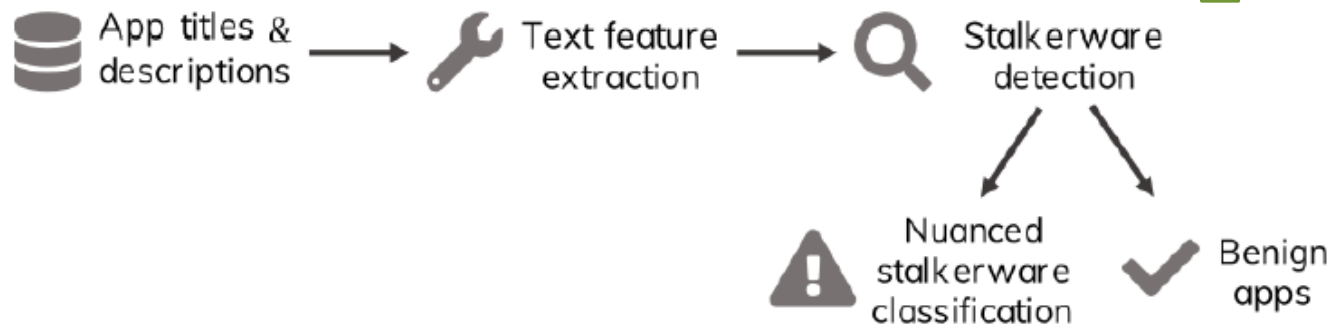 App titles &
descriptions
Text feature
extraction
Stalkerware
detection
Nuanced
stalkerware
classification
Benign
apps